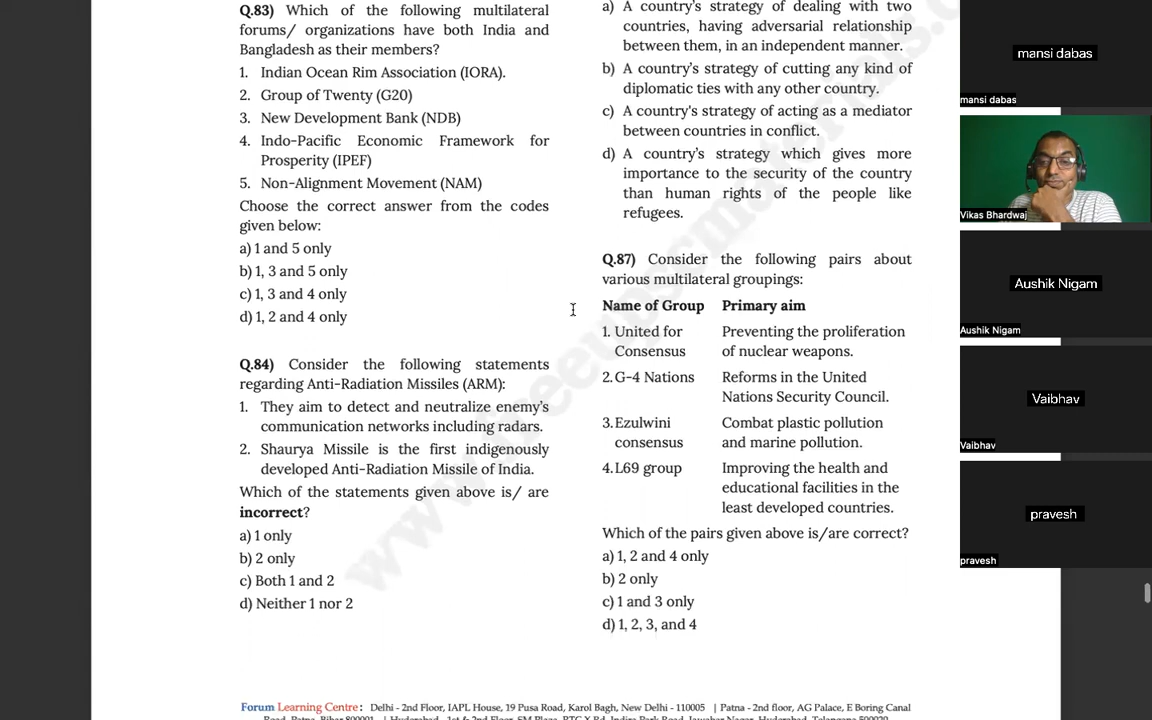 Q.83) Which of the following multilateral
forums/ organizations have both India and
Bangladesh as their members?
1. Indian Ocean Rim Association (IORA).
2. Group of Twenty (G20)
3. New Development Bank (NDB)
4. Indo-Pacific Economic Framework for
Prosperity (IPEF)
5. Non-Alignment Movement (NAM)
Choose the correct answer from the codes
given below:
a) 1 and 5 only
b) 1, 3 and 5 only
c) 1, 3 and 4 only
d) 1, 2 and 4 only
Q.84) Consider the following statements
regarding Anti-Radiation Missiles (ARM):
1. They aim to detect and neutralize enemy's
communication networks including radars.
2. Shaurya Missile is the first indigenously
developed Anti-Radiation Missile of India.
Which of the statements given above is/ are
incorrect?
a) 1 only
b) 2 only
c) Both 1 and 2
d) Neither 1 nor 2
a) A country's strategy of dealing with two
countries, having adversarial relationship
between them, in an independent manner.
b) A country's strategy of cutting any kind of
diplomatic ties with any other country.
c) A country's strategy of acting as a mediator
between countries in conflict.
d) A country's strategy which gives more
importance to the security of the country
than human rights of the people like
refugees.
Q.87) Consider the following pairs about
various multilateral groupings:
Name of Group Primary aim
1. United for Preventing the proliferation
Consensus of nuclear weapons.
2. G-4 Nations Reforms in the United
Nations Security Council.
3. Ezulwini Combat plastic pollution
consensus and marine pollution.
4. L69 group Improving the health and
educational facilities in the
least developed countries.
Which of the pairs given above is/are correct?
a) 1, 2 and 4 only
b) 2 only
c) 1 and 3 only
d) 1, 2, 3, and 4
Forum Learning Centre: Delhi - 2nd Floor, IAPL House, 19 Pusa Road, Karol Bagh, New Delhi - 110005 | Patna - 2nd floor, AG Palace, E Boring Canal
mansi dabas
mansi dabas
Vikas Bhardwaj
Aushik Nigam
Aushik Nigam
Vaibhav
Vaibhav
pravesh
pravesh